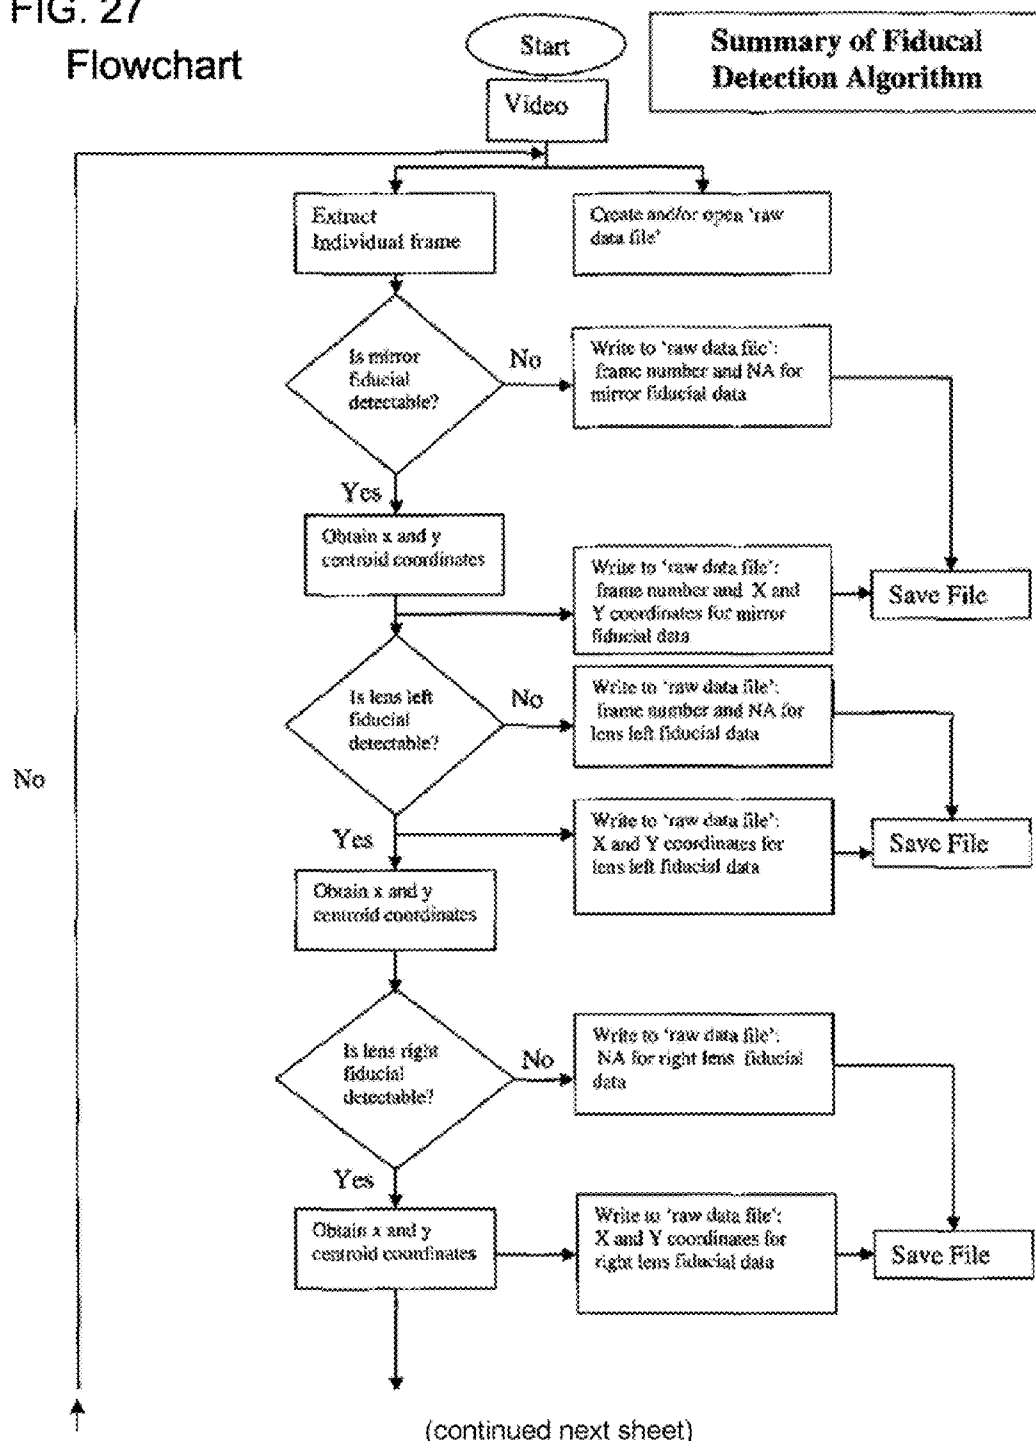 FIG. 27
Flowchart
Start
Summary of Fiducal
Detection Algorithm
Video
Extract
Individual frame
Create and/or open 'raw
data file'
Is mirror
fiducial
detectable?
No
Write to 'raw data file':
frame number and NA for
mirror fiducial data
Yes
Obtain x and y
centroid coordinates
Write to 'raw data file':
frame number and X and
Y coordinates for mirror
fiducial data
Save File
Is lens left
fiducial
detectable?
No
Write to 'raw data file':
frame number and NA for
lens left fiducial data
No
Yes
Write to 'raw data file':
X and Y coordinates for
lens left fiducial data
Save File
Obtain x and y
centroid coordinates
Is lens right
fiducial
detectable?
No
Write to 'raw data file':
NA for right lens fiducial
data
Yes
Obtain x and y
centroid coordinates
Write to 'raw data file':
X and Y coordinates for
right lens fiducial data
Save File
(continued next sheet)